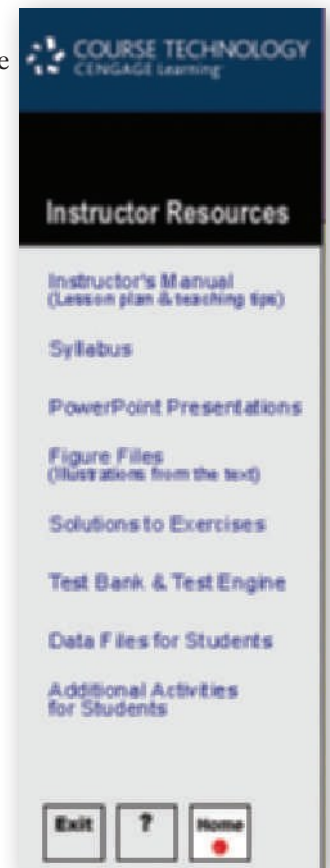 e
COURSE TECHNOLOGY
CENGAGE Learning
Instructor Resources
Instructor's Manual
(Lesson plan & teaching tips)
Syllabus
PowerPoint Presentations
Figure Files
(Illustrations from the text)
Solutions to Exercises
Test Bank & Test Engine
Data Files for Students
Additional Activities
for Students
Exit ? Home